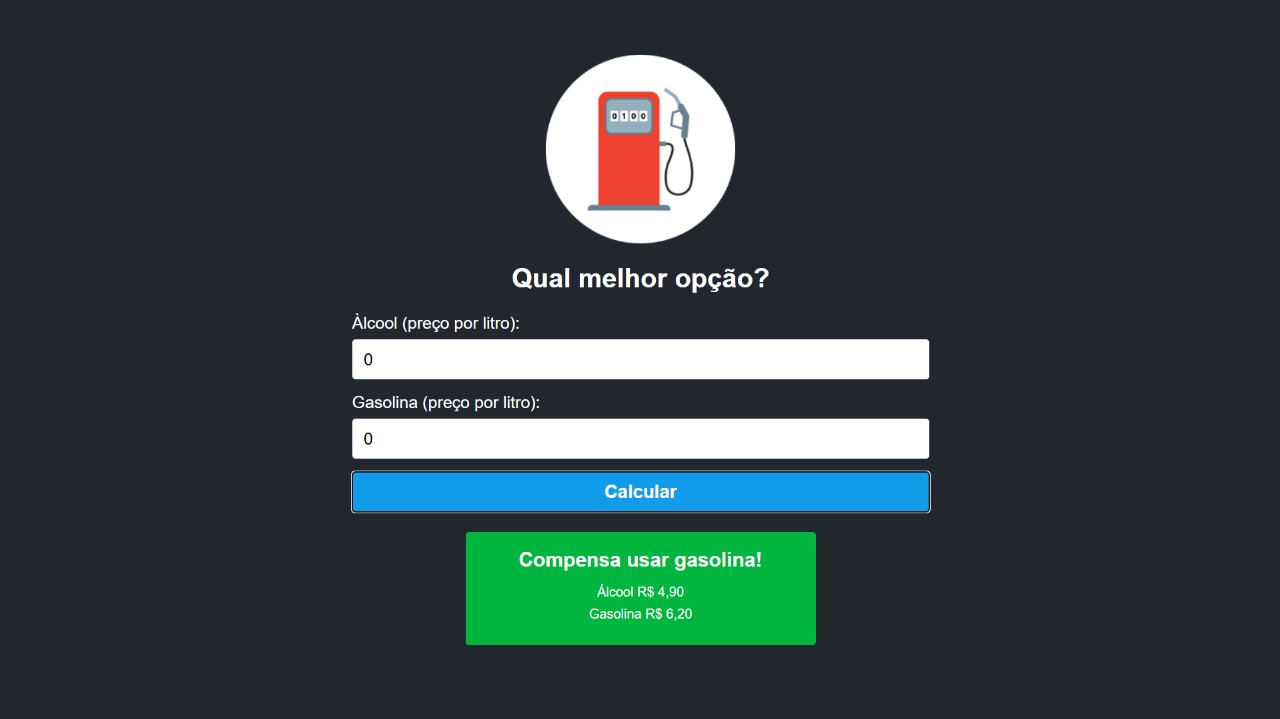 0100
Qual melhor opção?
Àlcool (preço por litro):
0
Gasolina (preço por litro):
0
Calcular
Compensa usar gasolina!
Álcool R$ 4,90
Gasolina R$ 6,20